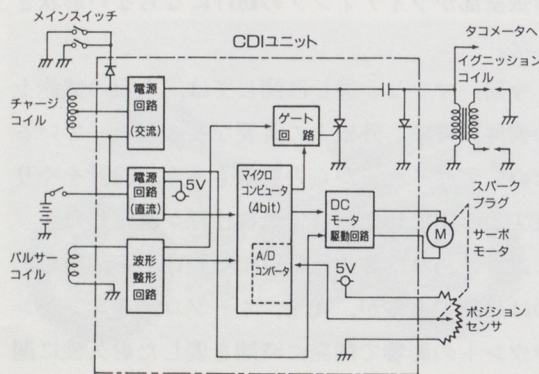 メインスイッチ
CDIユニット
タコメータへ
イグニッション
コイル
チャージ
コイル
電源
回路
(交流)
ゲート
回路
電源
回路
(直流)
5V
マイクロ
コンピュータ
(4bit)
A/D
コンバータ
DC
モータ
駆動回路
スパーク
プラグ
M
サーボ
モータ
パルサー
コイル
波形
整形
回路
5V
ポジション
センサ